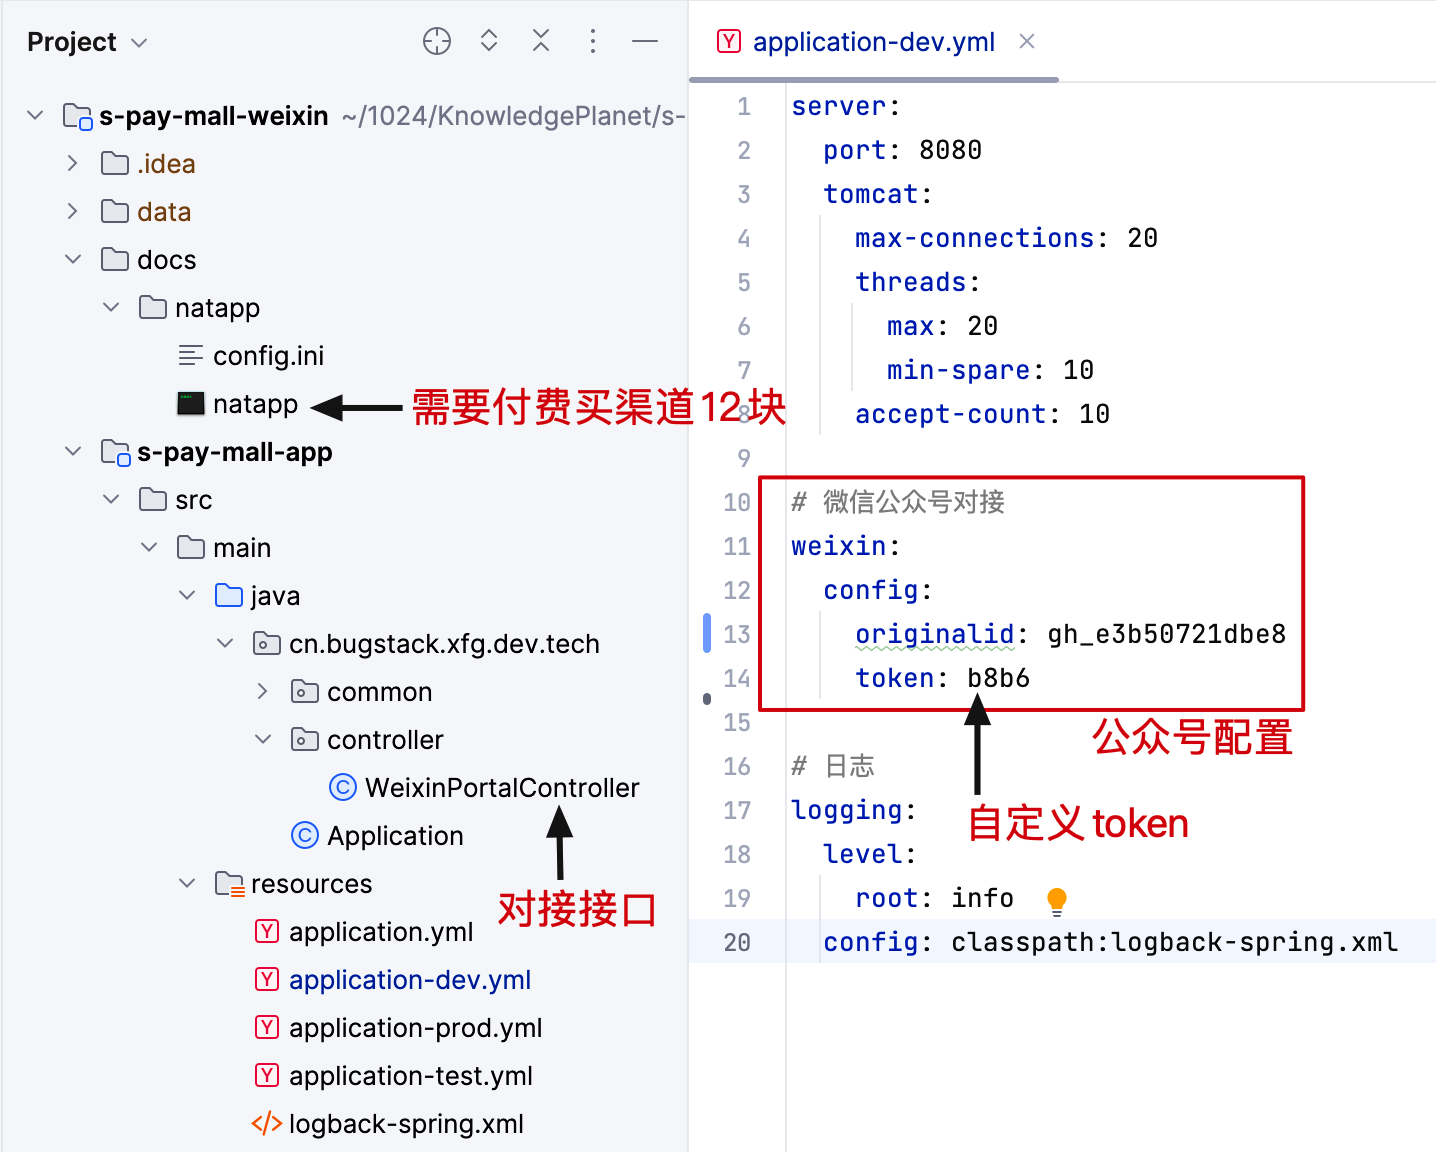 Project
s-pay-mall-weixin ~/1024/KnowledgePlanet/s-
.idea
data
docs
natapp
config.ini
natapp
需要付费买渠道12块
s-pay-mall-app
src
main
java
cn.bugstack.xfg.dev.tech
common
controller
WeixinPortalController
Application
对接接口
resources
application.yml
application-dev.yml
application-prod.yml
application-test.yml
logback-spring.xml
application-dev.yml
1 server:
2 port: 8080
3 tomcat:
4 max-connections: 20
5 threads:
6 max: 20
7 min-spare: 10
8 accept-count: 10
9
10 # 微信公众号对接
11 weixin:
12 config:
13 originalid: gh_e3b50721dbe8
14 token: b8b6
15
公众号配置
16 # 日志
17 logging:
自定义token
18 level:
19 root: info
20 config: classpath:logback-spring.xml